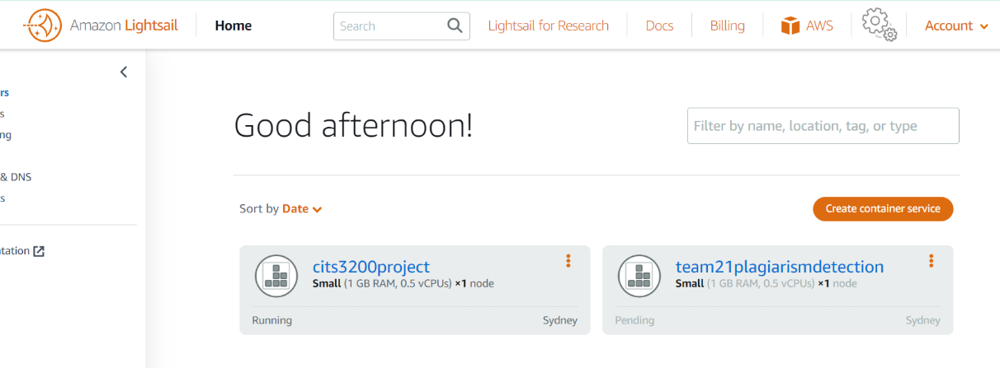 Amazon Lightsail Home Search Lightsail for Research Docs Billing AWS Account
rs
s
ng
& DNS
s
tation
Good afternoon!
Filter by name, location, tag, or type
Sort by Date
Create container service
cits3200project
Small (1 GB RAM, 0.5 vCPUs) ×1 node
Running Sydney
team21plagiarismdetection
Small (1 GB RAM, 0.5 vCPUs) ×1 node
Pending Sydney